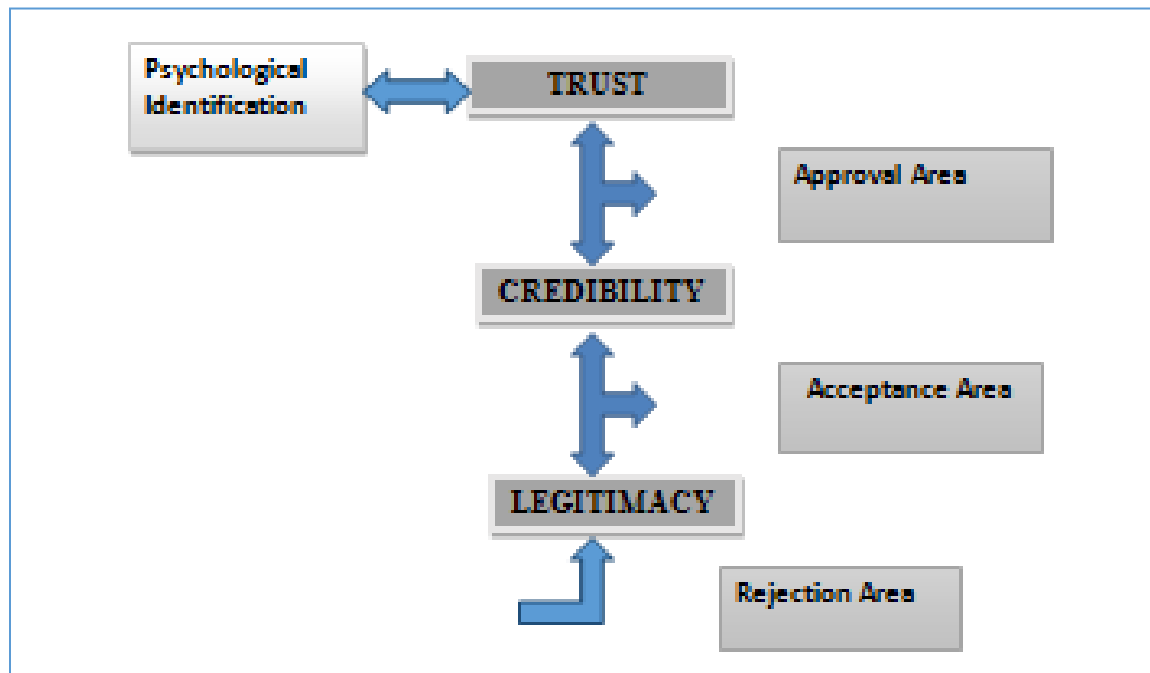 Psychological
Identification
TRUST
Approval Area
CREDIBILITY
Acceptance Area
LEGITIMACY
Rejection Area